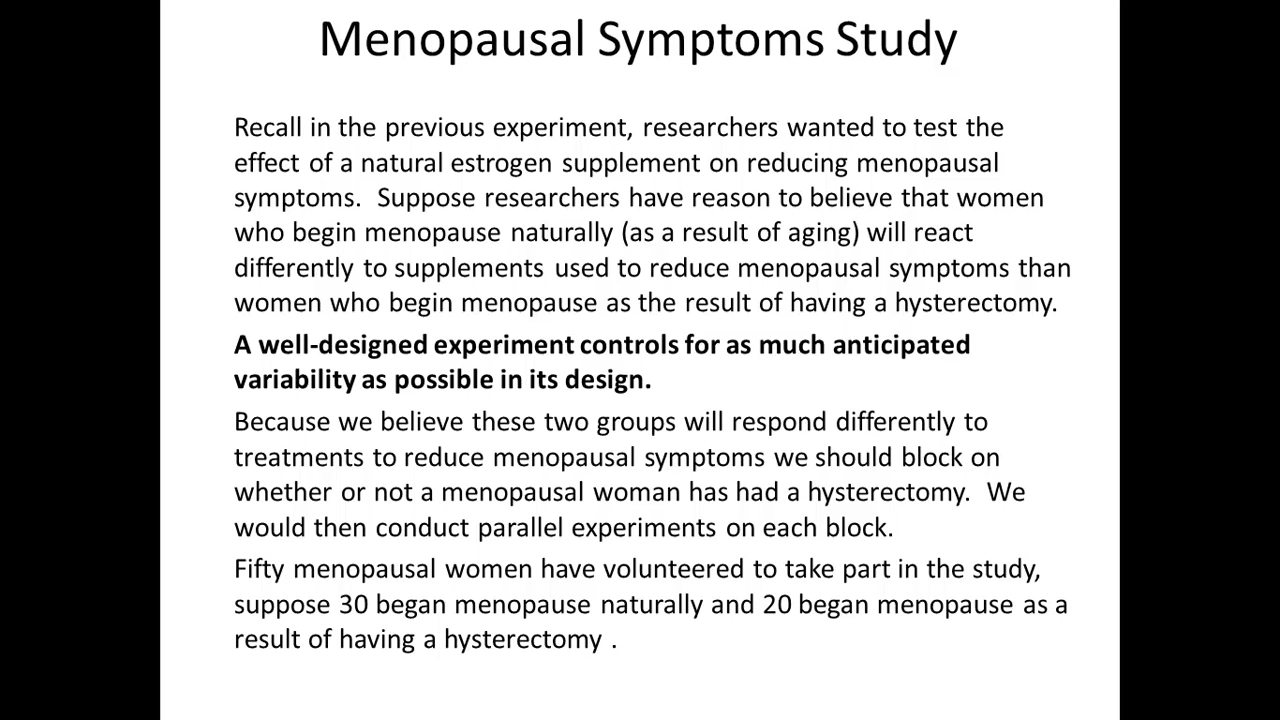 Menopausal Symptoms Study
Recall in the previous experiment, researchers wanted to test the
effect of a natural estrogen supplement on reducing menopausal
symptoms.  Suppose researchers have reason to believe that women
who begin menopause naturally (as a result of aging) will react
differently to supplements used to reduce menopausal symptoms than
women who begin menopause as the result of having a hysterectomy.
A well-designed experiment controls for as much anticipated
variability as possible in its design.
Because we believe these two groups will respond differently to
treatments to reduce menopausal symptoms we should block on
whether or not a menopausal woman has had a hysterectomy.  We
would then conduct parallel experiments on each block.
Fifty menopausal women have volunteered to take part in the study,
suppose 30 began menopause naturally and 20 began menopause as a
result of having a hysterectomy .